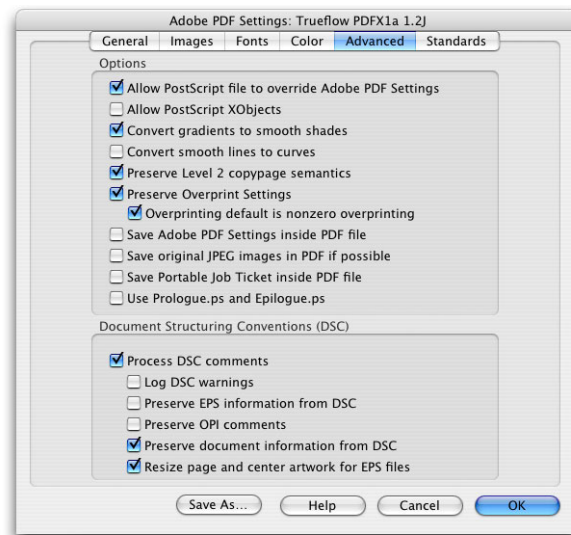 Adobe PDF Settings: Trueflow PDFX1a 1.2J
General Images Fonts Color Advanced Standards
Options
Allow PostScript file to override Adobe PDF Settings
Allow PostScript XObjects
Convert gradients to smooth shades
Convert smooth lines to curves
Preserve Level 2 copypage semantics
Preserve Overprint Settings
Overprinting default is nonzero overprinting
Save Adobe PDF Settings inside PDF file
Save original JPEG images in PDF if possible
Save Portable Job Ticket inside PDF file
Use Prologue.ps and Epilogue.ps
Document Structuring Conventions (DSC)
Process DSC comments
Log DSC warnings
Preserve EPS information from DSC
Preserve OPI comments
Preserve document information from DSC
Resize page and center artwork for EPS files
Save As... Help Cancel OK